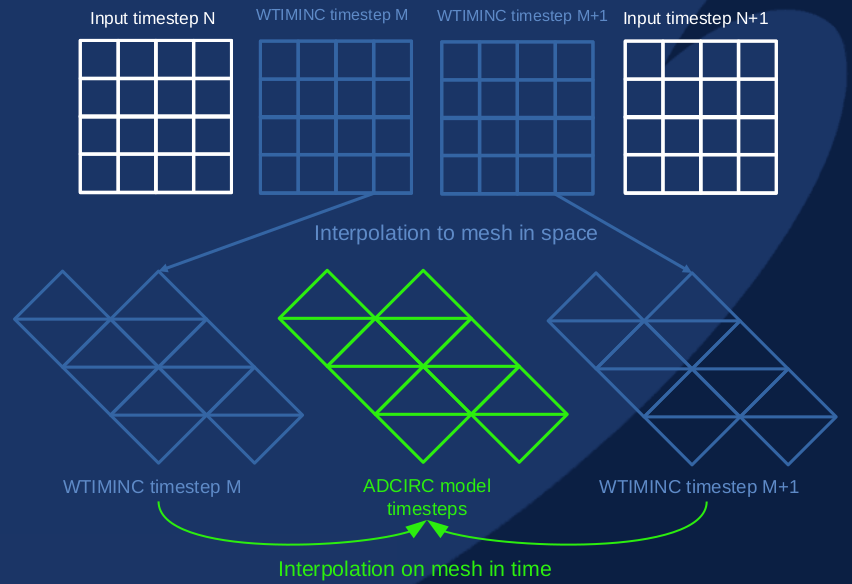 Input timestep N
WTIMINC timestep M
WTIMINC timestep M+1
Input timestep N+1
Interpolation to mesh in space
WTIMINC timestep M
ADCIRC model
timesteps
WTIMINC timestep M+1
Interpolation on mesh in time